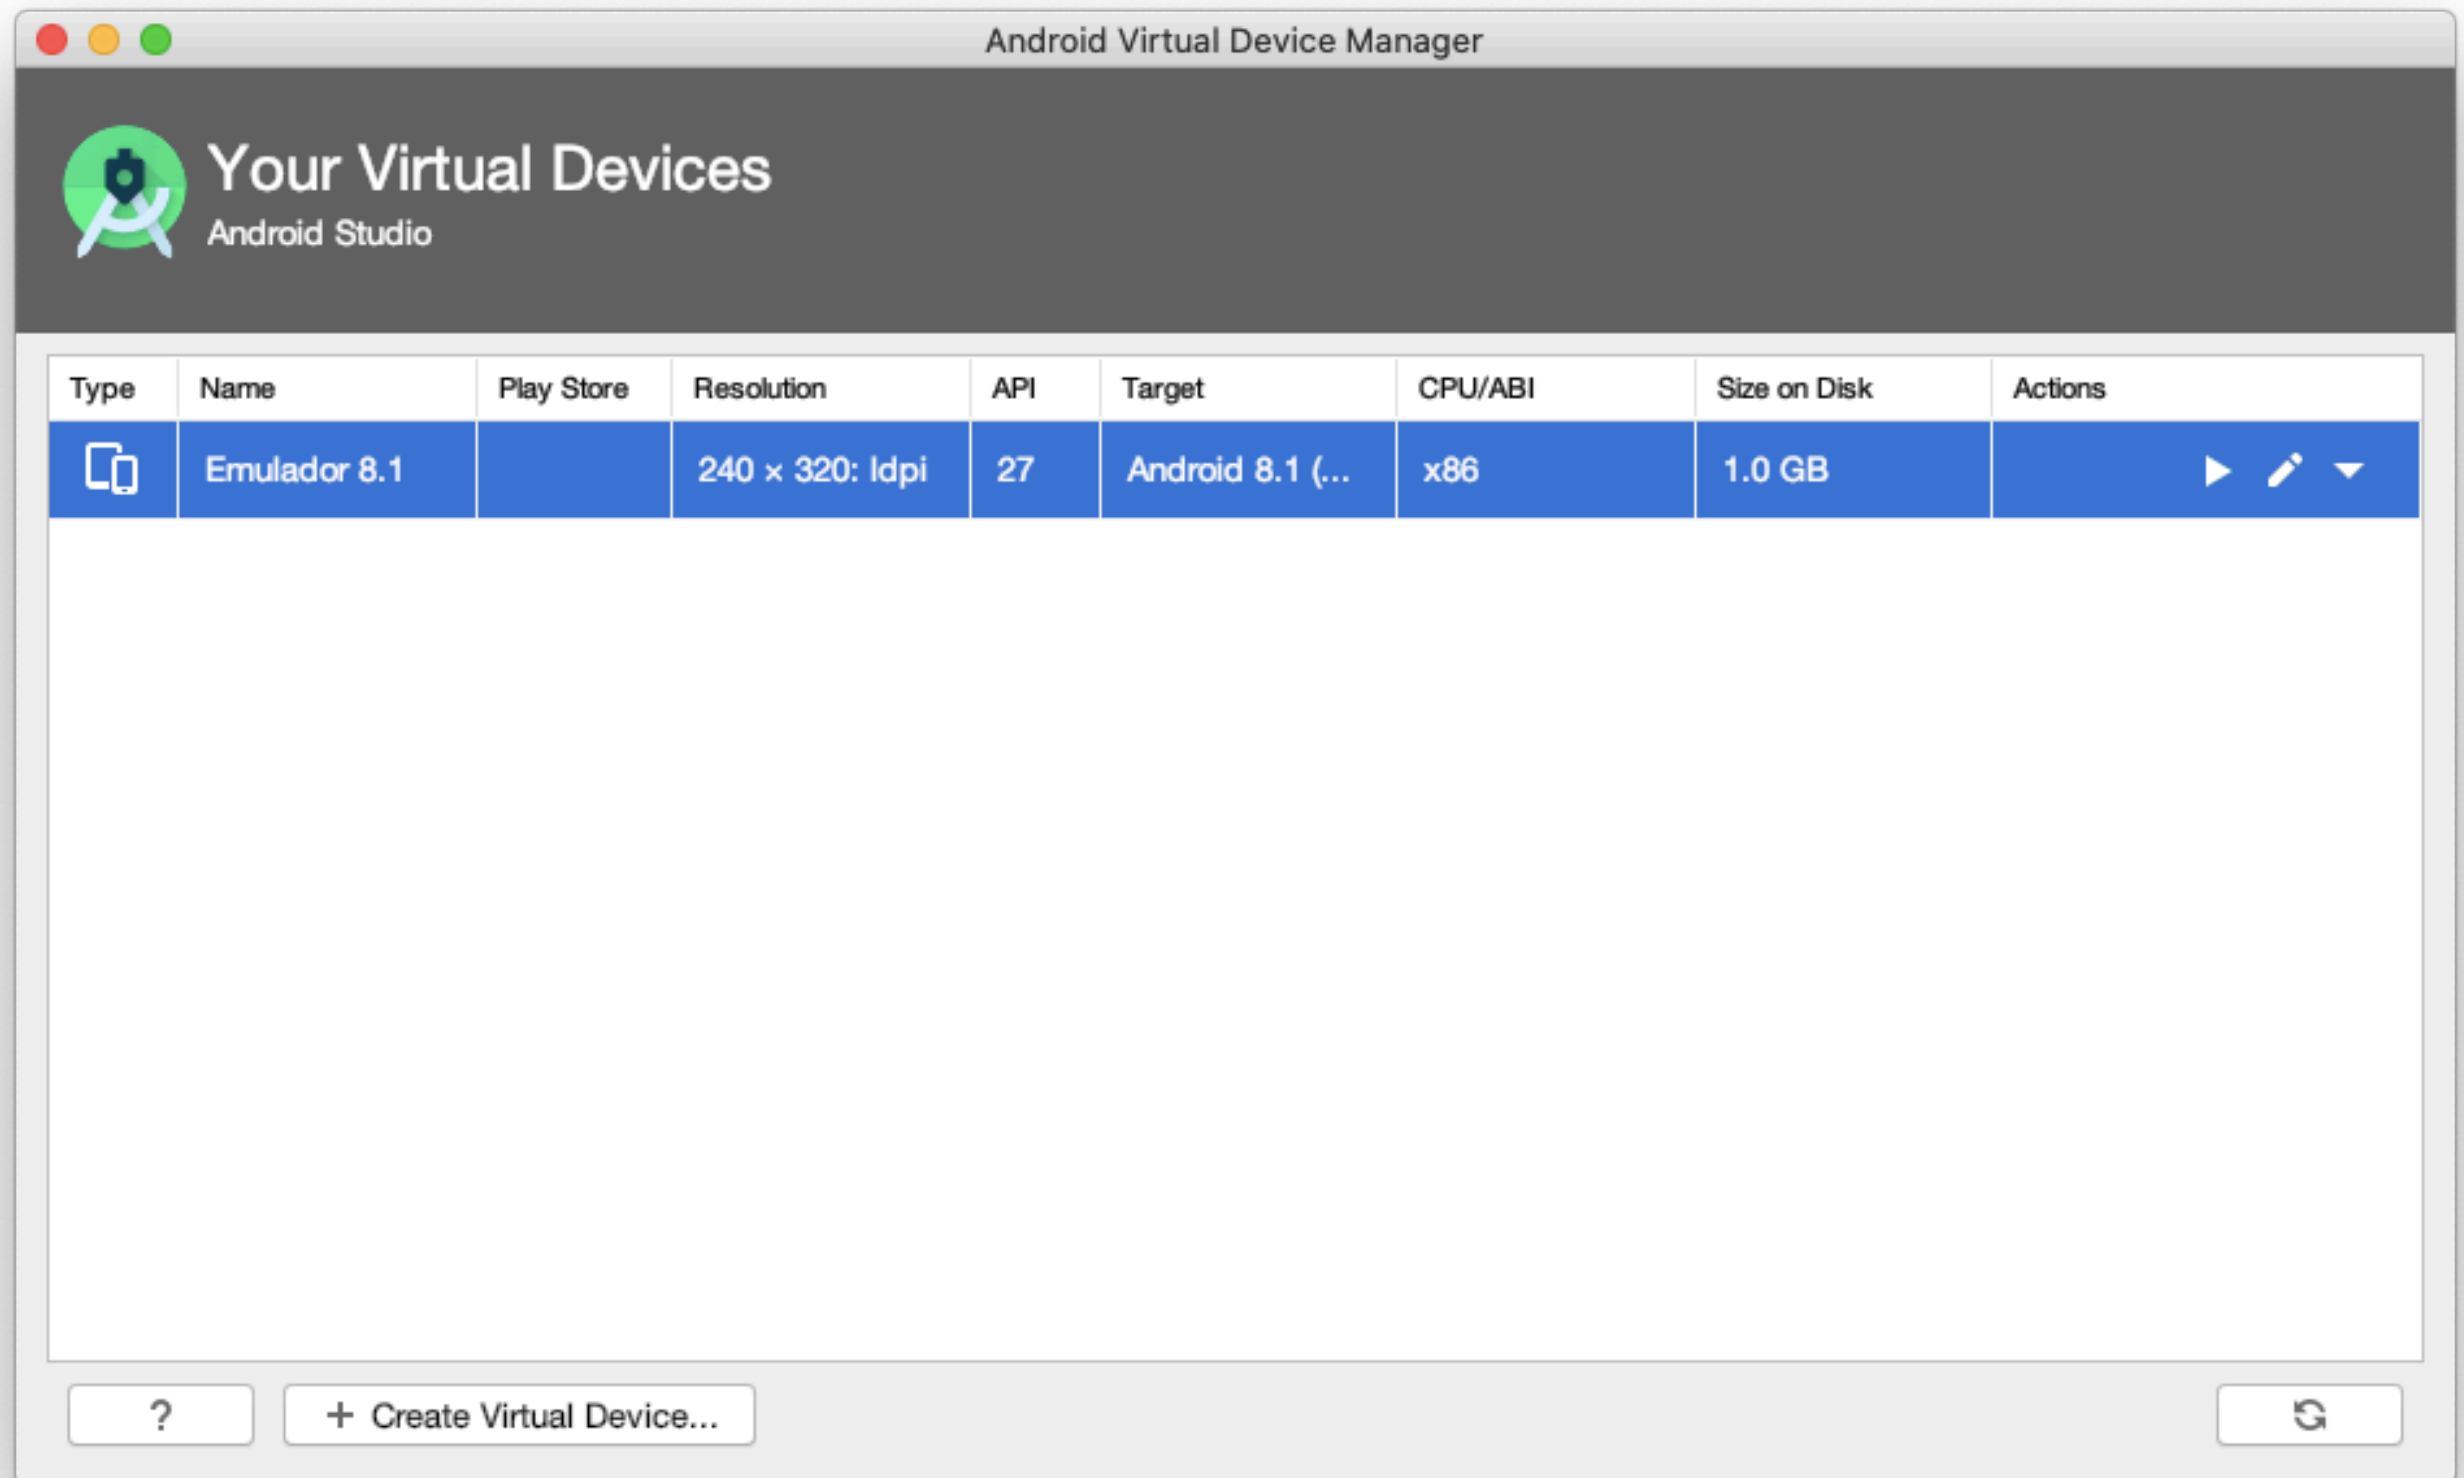 Android Virtual Device Manager
Your Virtual Devices
Android Studio
Type Name Play Store Resolution API Target CPU/ABI Size on Disk Actions
Emulador 8.1 240 × 320: ldpi 27 Android 8.1 (... x86 1.0 GB
? + Create Virtual Device...